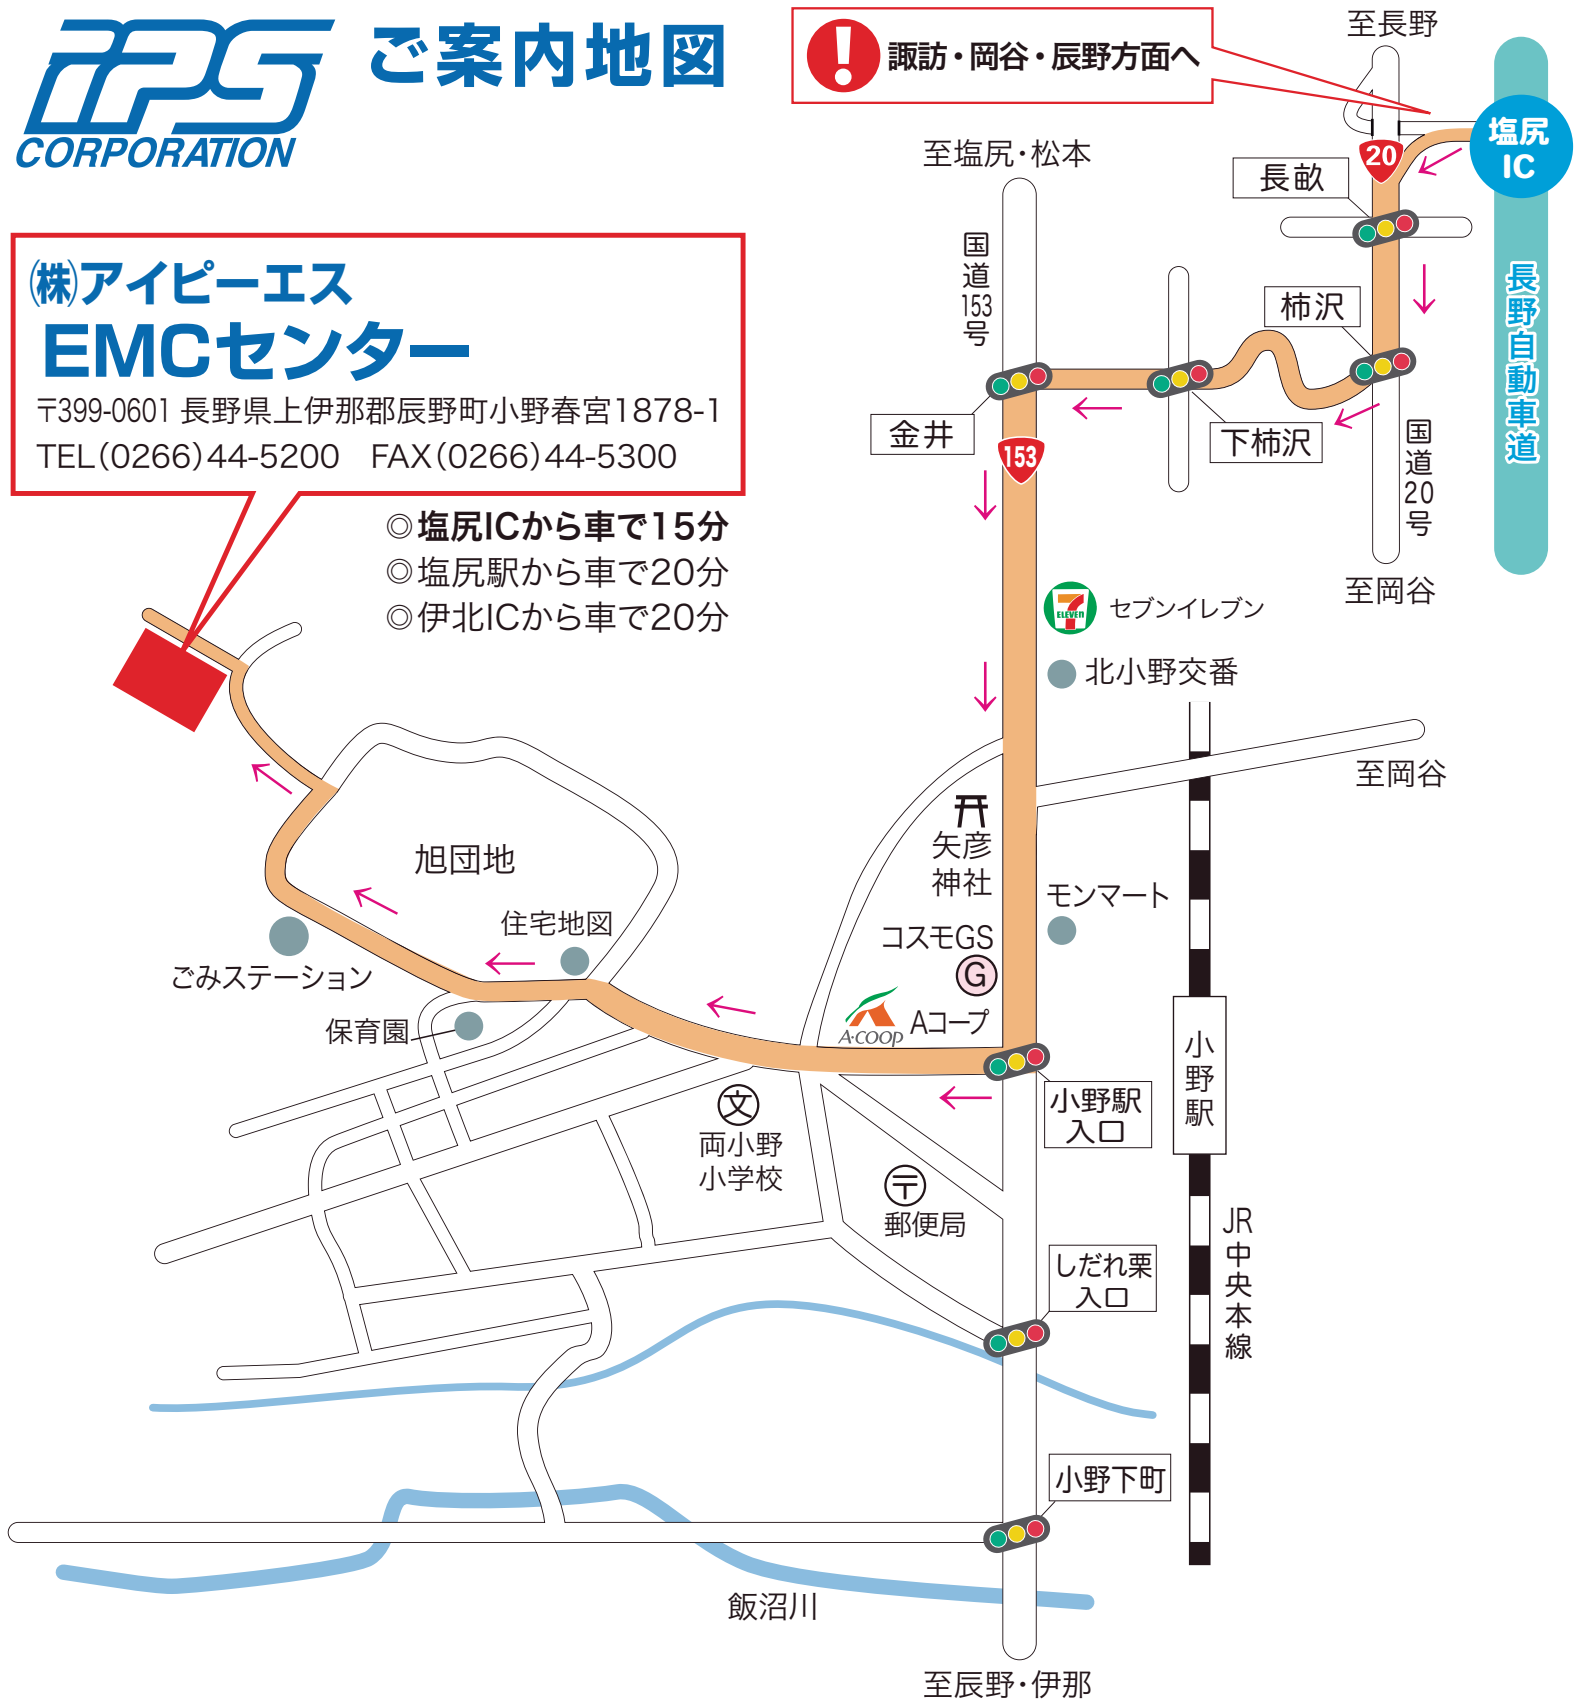 IPS
CORPORATION
ご案内地図
諏訪・岡谷・辰野方面へ
至長野
塩尻
IC
20
長畝
至塩尻・松本
国道153号
柿沢
長野自動車道
㈱アイピーエス
EMCセンター
〒399-0601 長野県上伊那郡辰野町小野春宮1878-1
TEL(0266)44-5200 FAX(0266)44-5300
金井
153
下柿沢
国道20号
至岡谷
◎塩尻ICから車で15分
◎塩尻駅から車で20分
◎伊北ICから車で20分
7
ELEVEN
セブンイレブン
北小野交番
至岡谷
矢彦
神社
モンマート
旭団地
住宅地図
コスモGS
G
ごみステーション
保育園
A·COOP
Aコープ
小野駅
文
両小野
小学校
小野駅
入口
〒
郵便局
JR中央本線
しだれ栗
入口
小野下町
飯沼川
至辰野・伊那